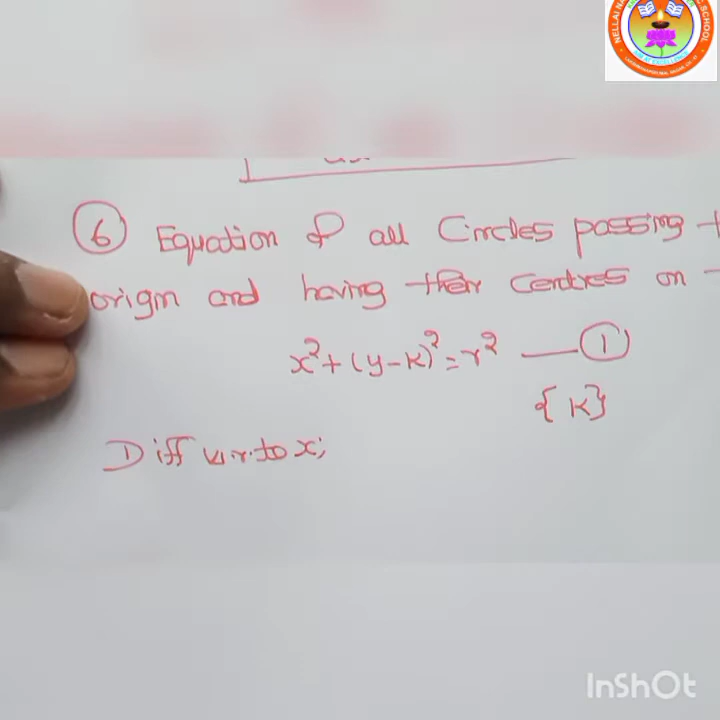 ⑥ Equation of all Circles passing
origin and having their centres on
x²+(y-k)²=r² — ①
{k}
Diff w.r.to x;
InShOt